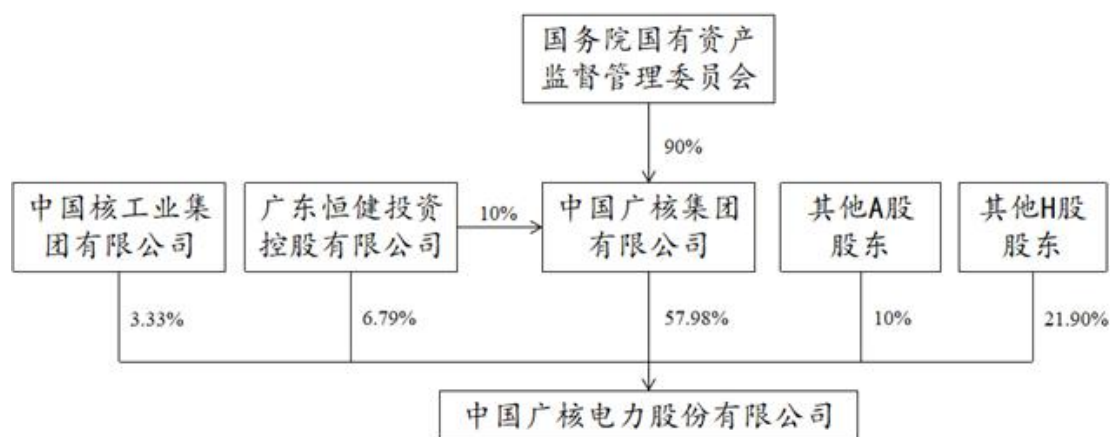 国务院国有资产
监督管理委员会
90%
中国核工业集
团有限公司
广东恒健投资
控股有限公司
10%
中国广核集团
有限公司
其他A股
股东
其他H股
股东
3.33%
6.79%
57.98%
10%
21.90%
中国广核电力股份有限公司